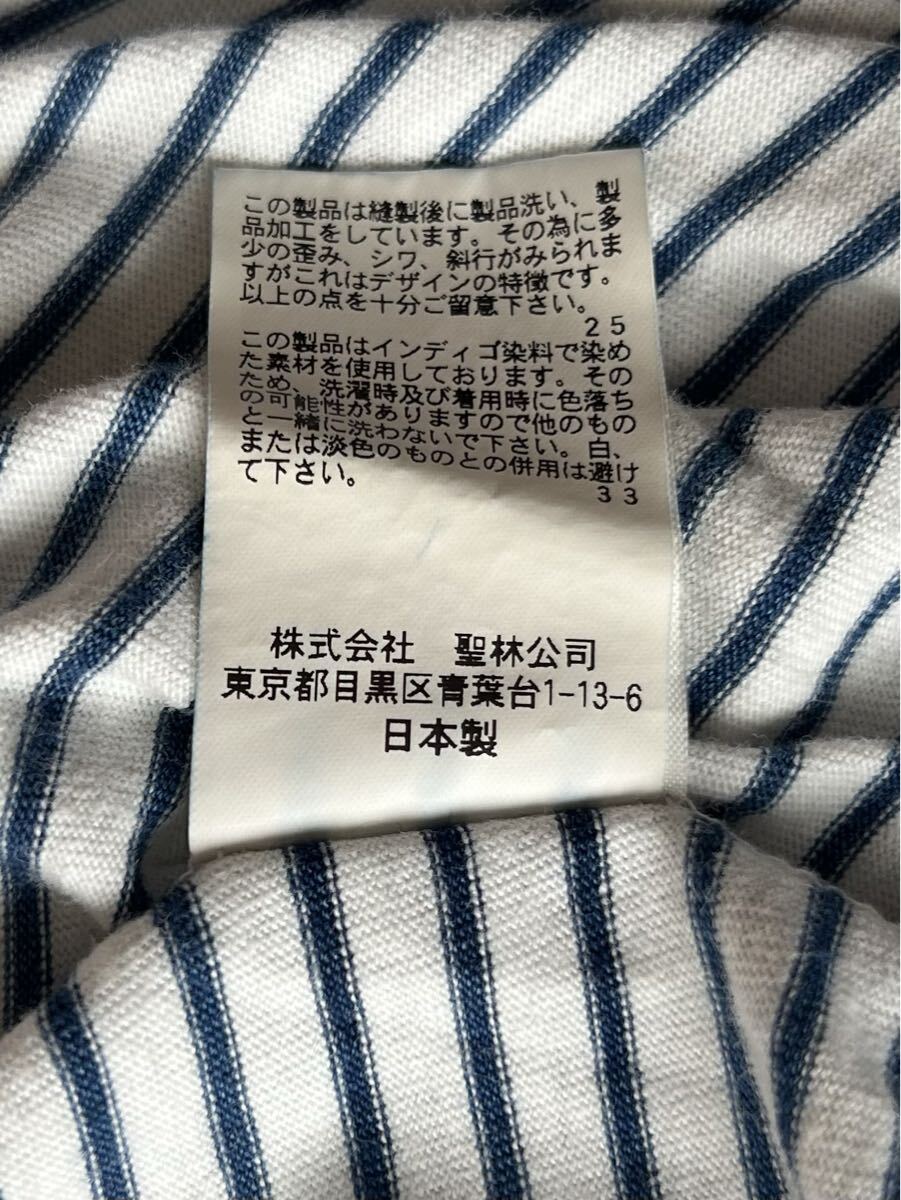 この製品は縫製後に製品洗い、製
品加工をしています。その為に多
少の歪み、シワ、斜行がみられま
すがこれはデザインの特徴です。
以上の点を十分ご留意下さい。
25
この製品はインディゴ染料で染め
た素材を使用しております。その
ため、洗濯時及び着用時に色落ち
の可能性がありますので他のもの
と一緒に洗わないで下さい。白、
または淡色のものとの併用は避け
て下さい。
33
株式会社 聖林公司
東京都目黒区青葉台1-13-6
日本製